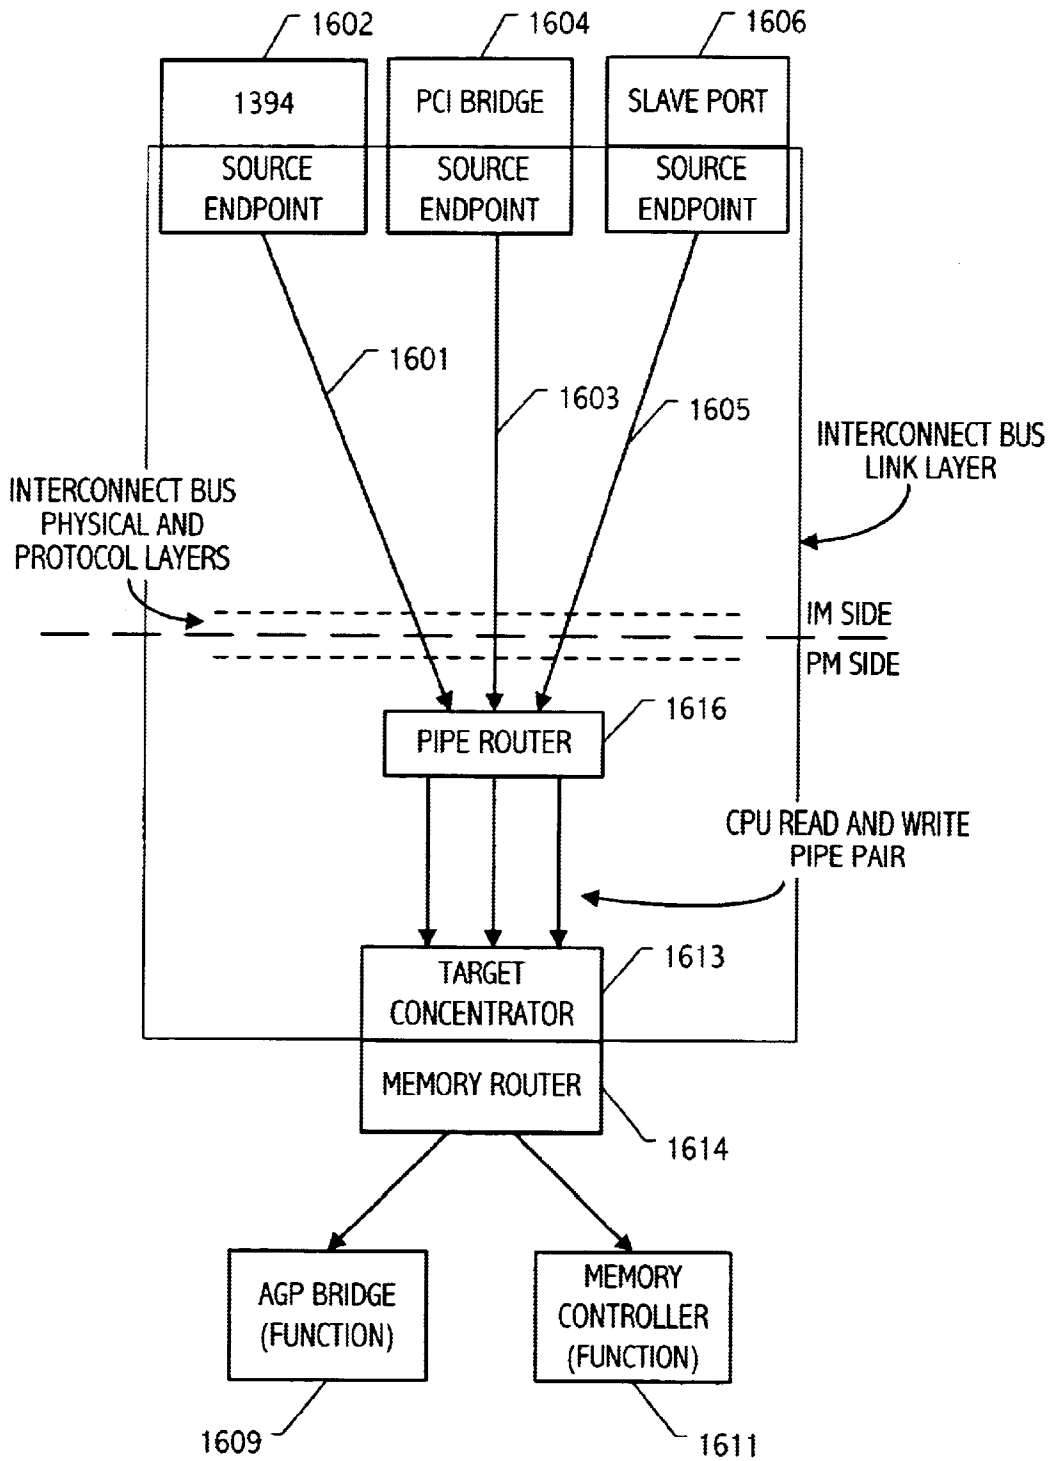 1602
1604
1606
1394
PCI BRIDGE
SLAVE PORT
SOURCE
ENDPOINT
SOURCE
ENDPOINT
SOURCE
ENDPOINT
1601
1603
1605
INTERCONNECT BUS
LINK LAYER
INTERCONNECT BUS
PHYSICAL AND
PROTOCOL LAYERS
IM SIDE
PM SIDE
1616
PIPE ROUTER
CPU READ AND WRITE
PIPE PAIR
1613
TARGET
CONCENTRATOR
MEMORY ROUTER
1614
AGP BRIDGE
(FUNCTION)
MEMORY
CONTROLLER
(FUNCTION)
1609
1611